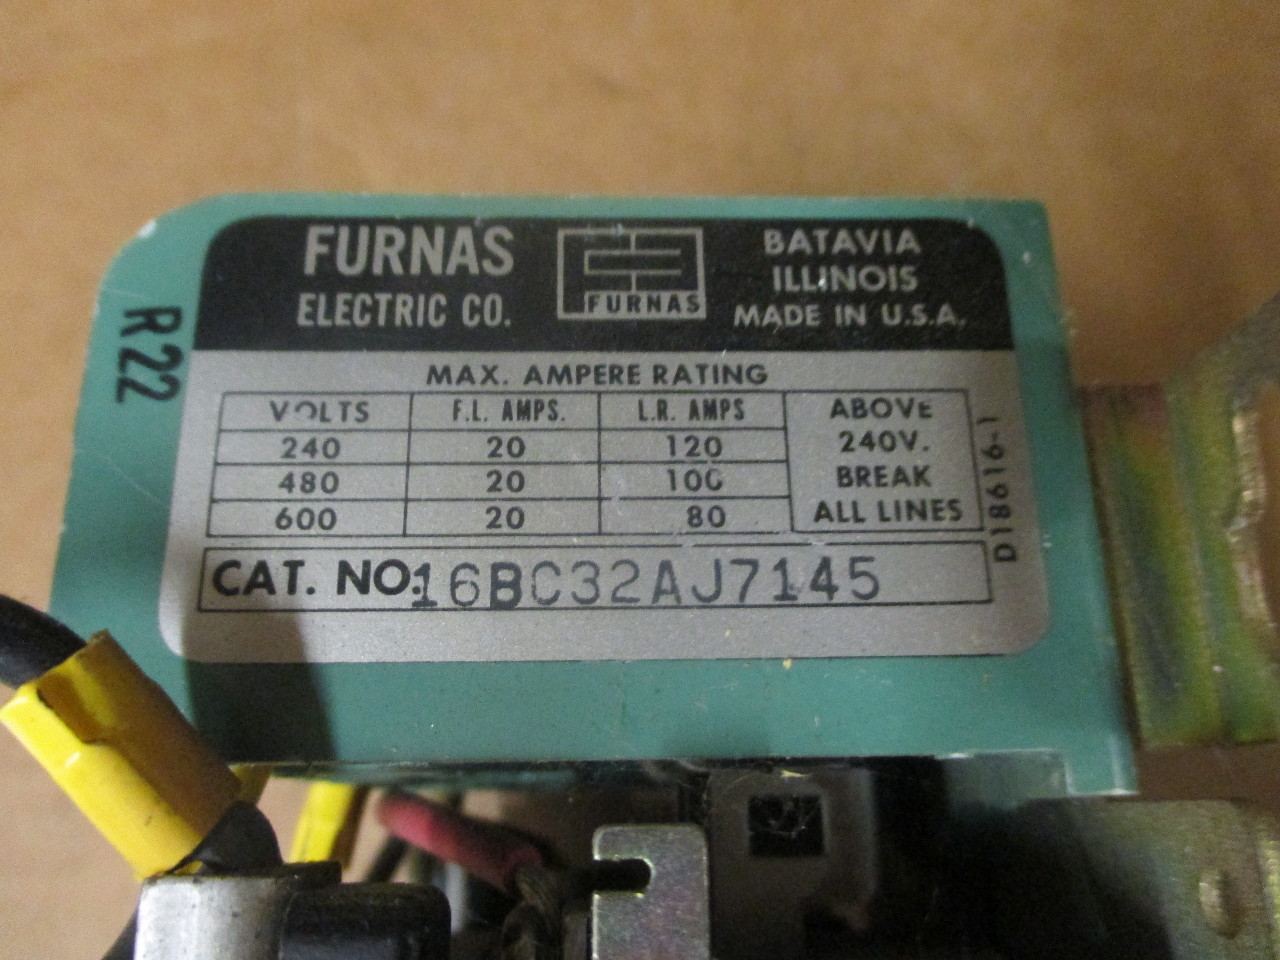 FURNAS
ELECTRIC CO.
FURNAS
BATAVIA
ILLINOIS
MADE IN U.S.A.
R22
MAX. AMPERE RATING
VOLTS F.L. AMPS. L.R. AMPS
240 20 120
480 20 100
600 20 80
ABOVE
240V.
BREAK
ALL LINES
D18616-1
CAT. NO. 16BC32AJ7145